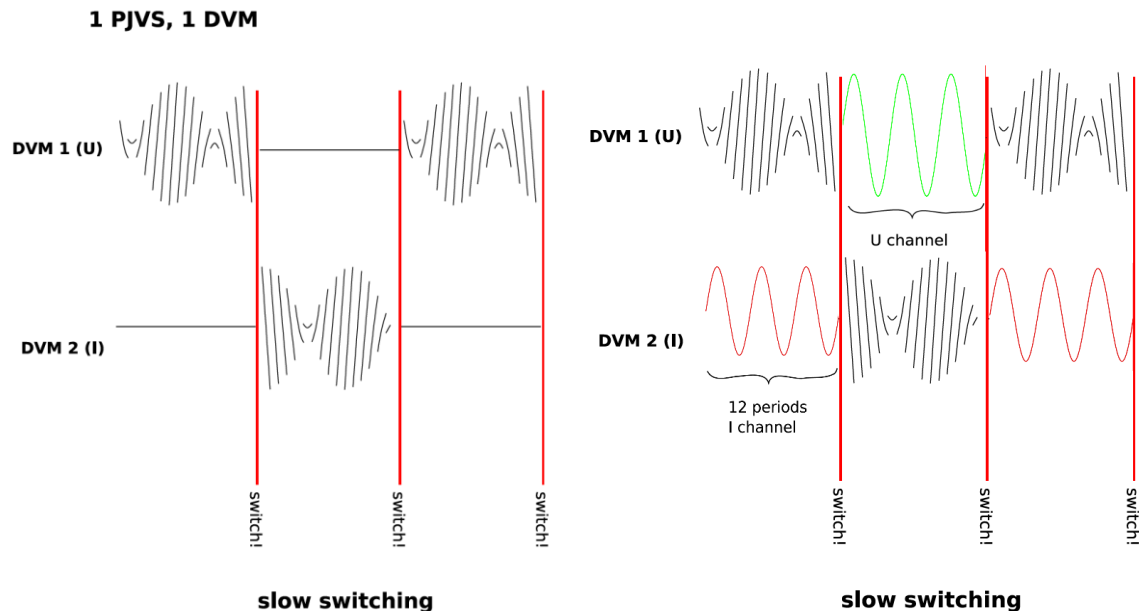 1 PJVS, 1 DVM
DVM 1 (U)
DVM 2 (I)
switch!
switch!
switch!
slow switching
DVM 1 (U)
U channel
DVM 2 (I)
12 periods
I channel
switch!
switch!
switch!
slow switching